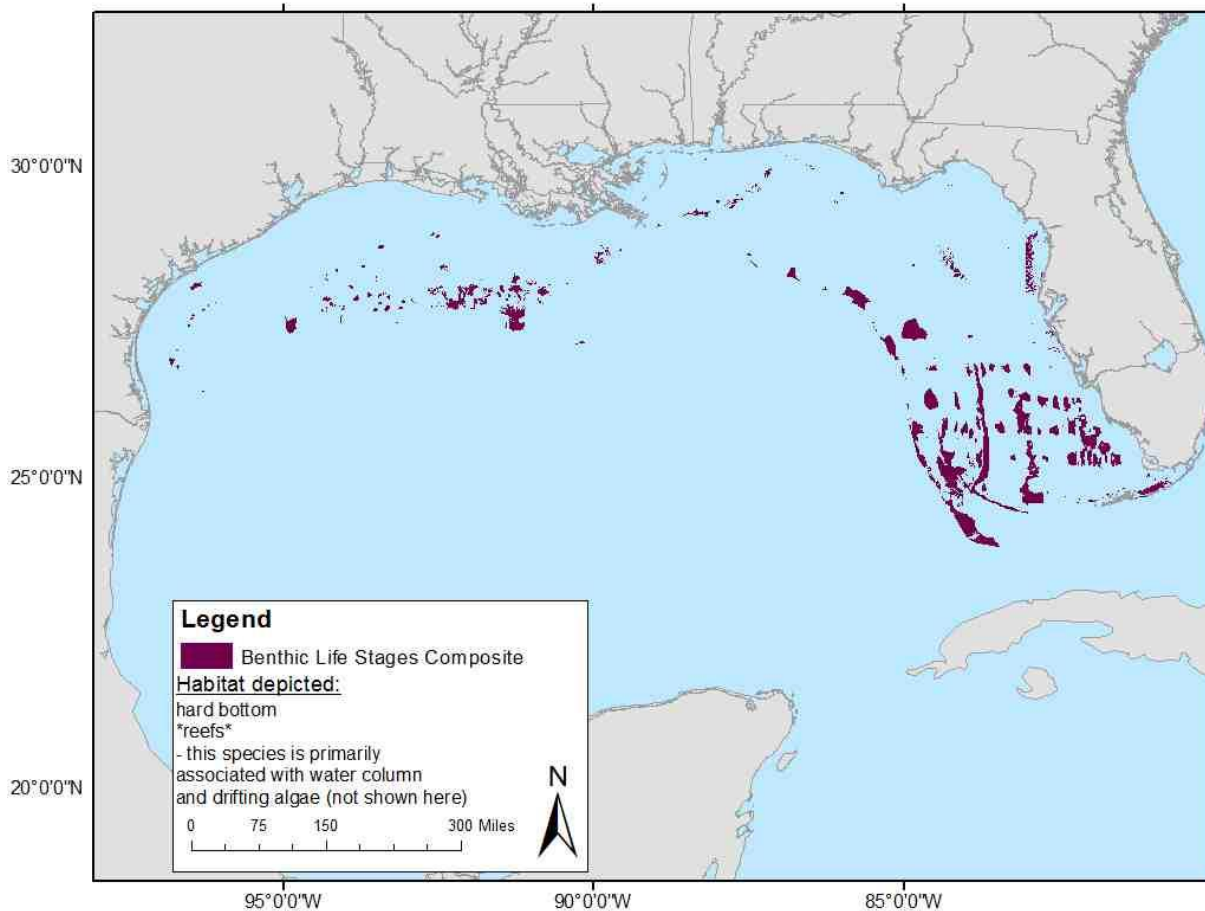 30°0'0"N
25°0'0"N
20°0'0"N
Legend
Benthic Life Stages Composite
Habitat depicted:
hard bottom
*reefs*
- this species is primarily
associated with water column
and drifting algae (not shown here)
N
0 75 150 300 Miles
95°0'0"W 90°0'0"W 85°0'0"W